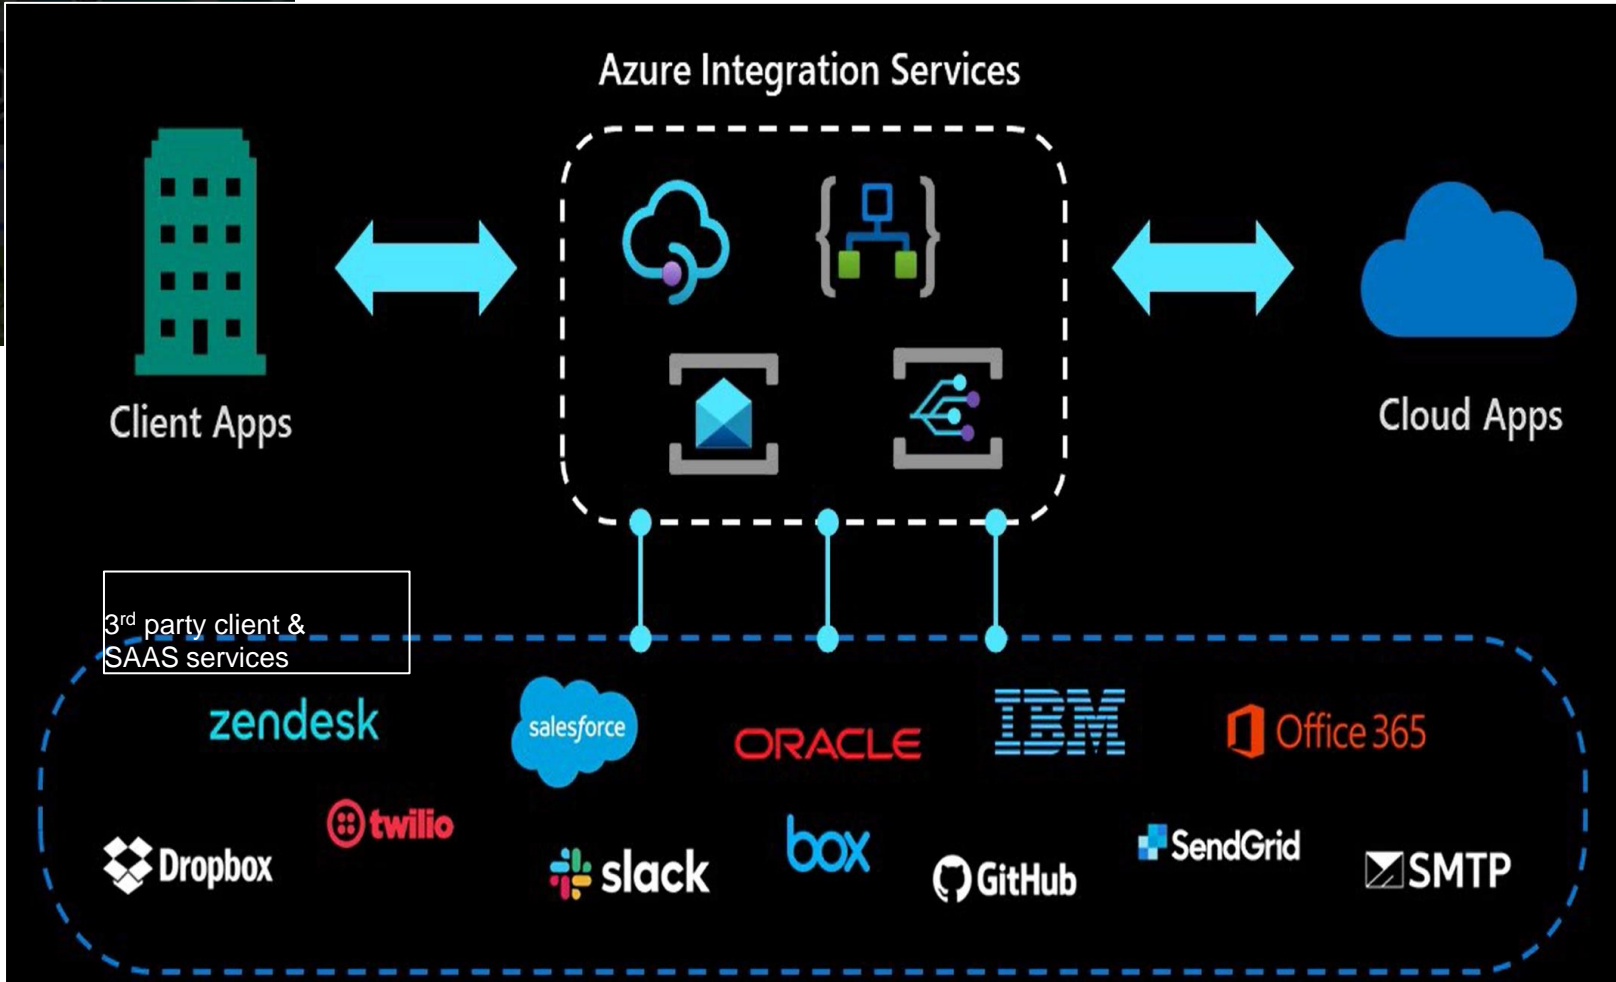 Azure Integration Services
Client Apps
Cloud Apps
3rd party client &
SAAS services
zendesk
salesforce
ORACLE
IBM
Office 365
Dropbox
twilio
slack
box
GitHub
SendGrid
SMTP